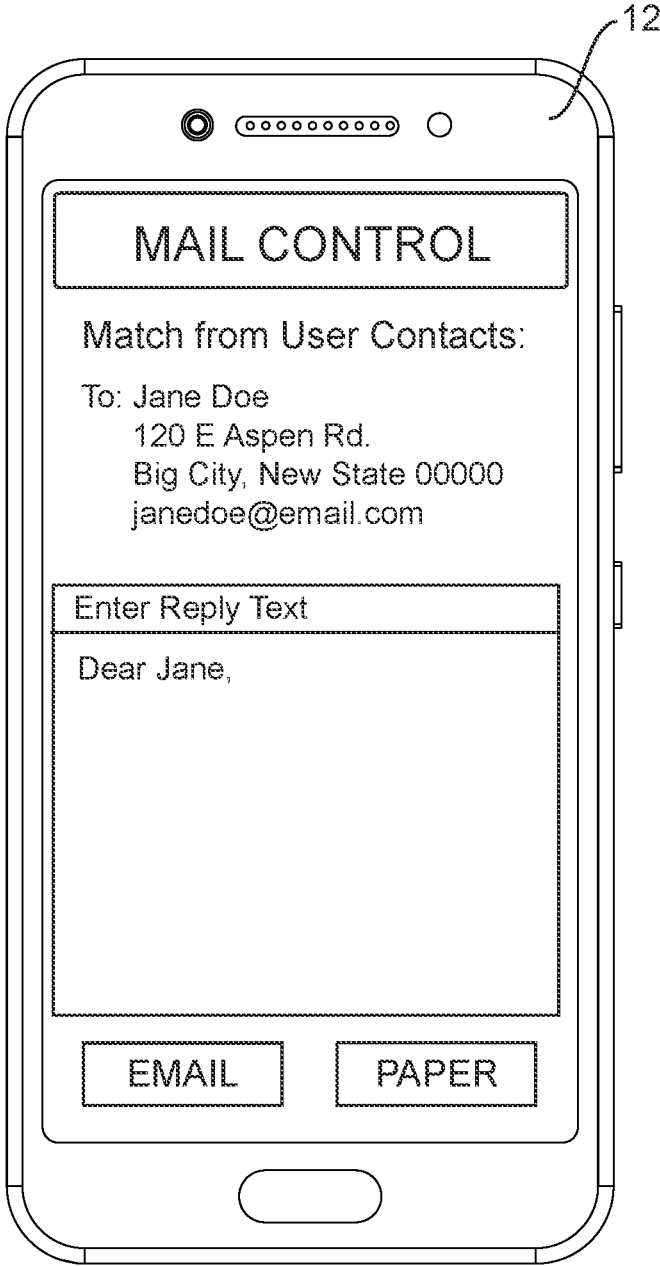 12
MAIL CONTROL
Match from User Contacts:
To: Jane Doe
120 E Aspen Rd.
Big City, New State 00000
janedoe@email.com
Enter Reply Text
Dear Jane,
EMAIL
PAPER